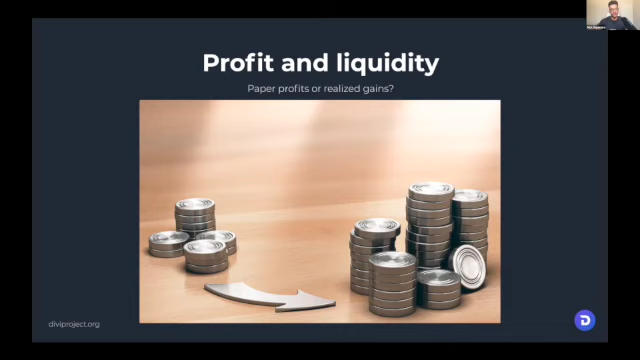 Profit and liquidity
Paper profits or realized gains?
diviproject.org